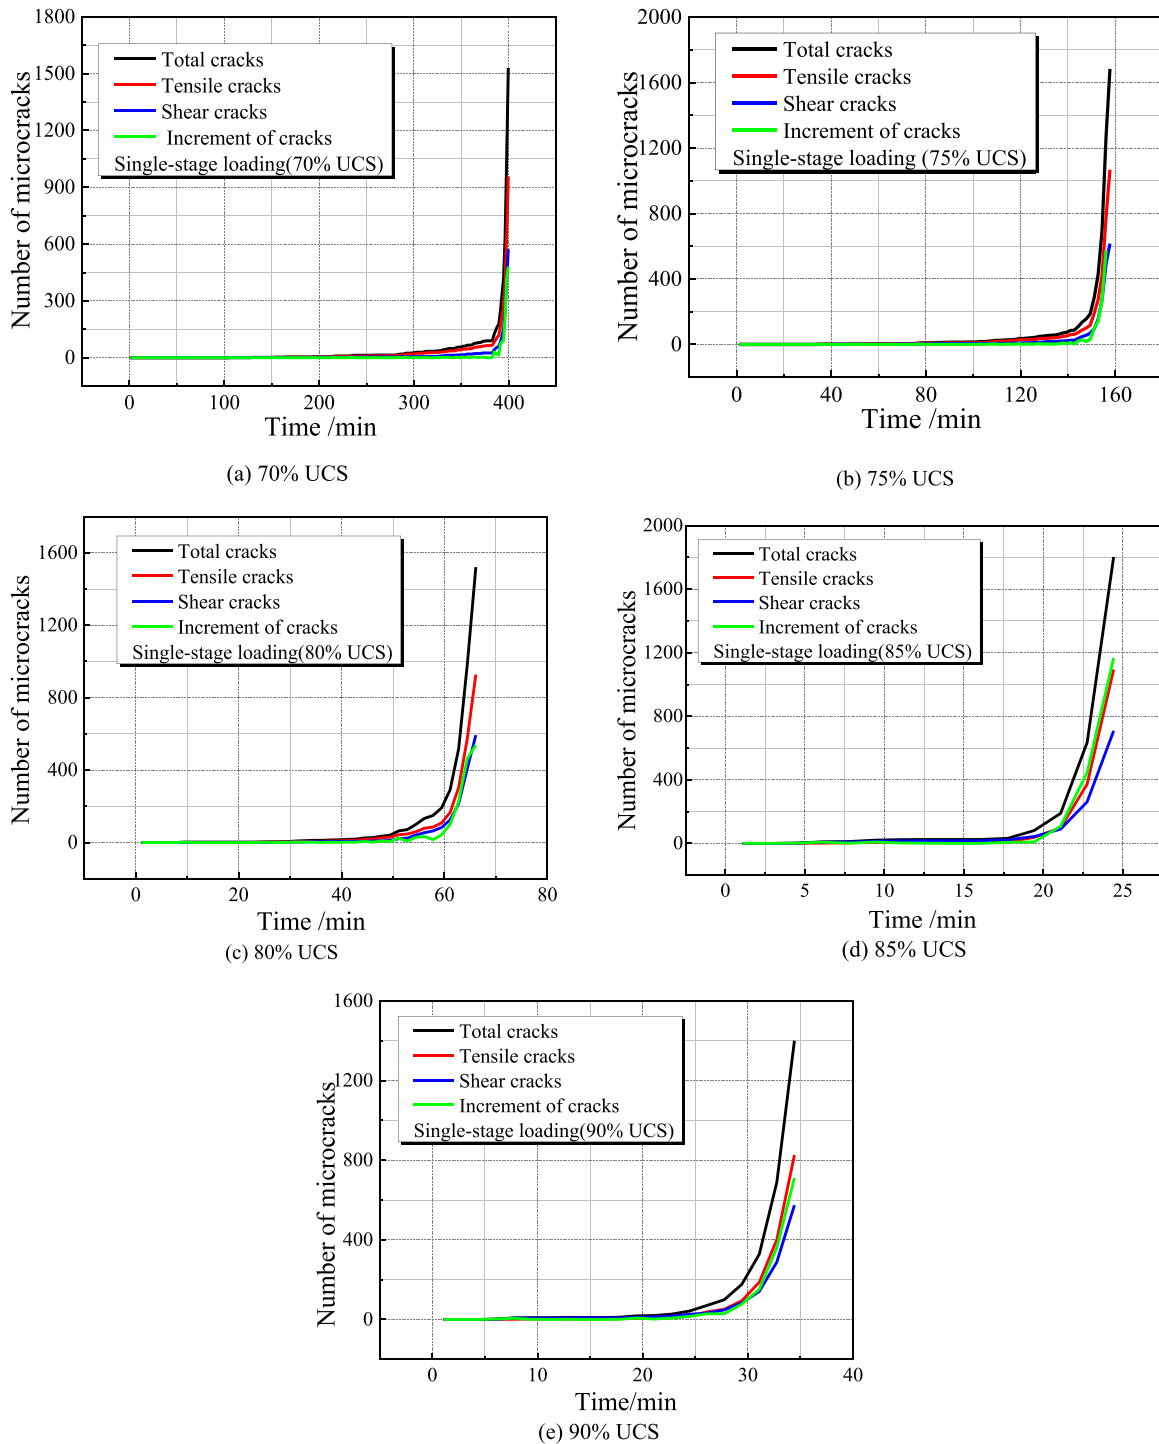 1800
1500
1200
900
600
300
0
Number of microcracks
Total cracks
Tensile cracks
Shear cracks
Increment of cracks
Single-stage loading(70% UCS)
0 100 200 300 400
Time /min
(a) 70% UCS
2000
1600
1200
800
400
0
Number of microcracks
Total cracks
Tensile cracks
Shear cracks
Increment of cracks
Single-stage loading (75% UCS)
0 40 80 120 160
Time /min
(b) 75% UCS
1600
1200
800
400
0
Number of microcracks
Total cracks
Tensile cracks
Shear cracks
Increment of cracks
Single-stage loading(80% UCS)
0 20 40 60 80
Time /min
(c) 80% UCS
2000
1600
1200
800
400
0
Number of microcracks
Total cracks
Tensile cracks
Shear cracks
Increment of cracks
Single-stage loading(85% UCS)
0 5 10 15 20 25
Time /min
(d) 85% UCS
1600
1200
800
400
0
Number of microcracks
Total cracks
Tensile cracks
Shear cracks
Increment of cracks
Single-stage loading(90% UCS)
0 10 20 30 40
Time/min
(e) 90% UCS